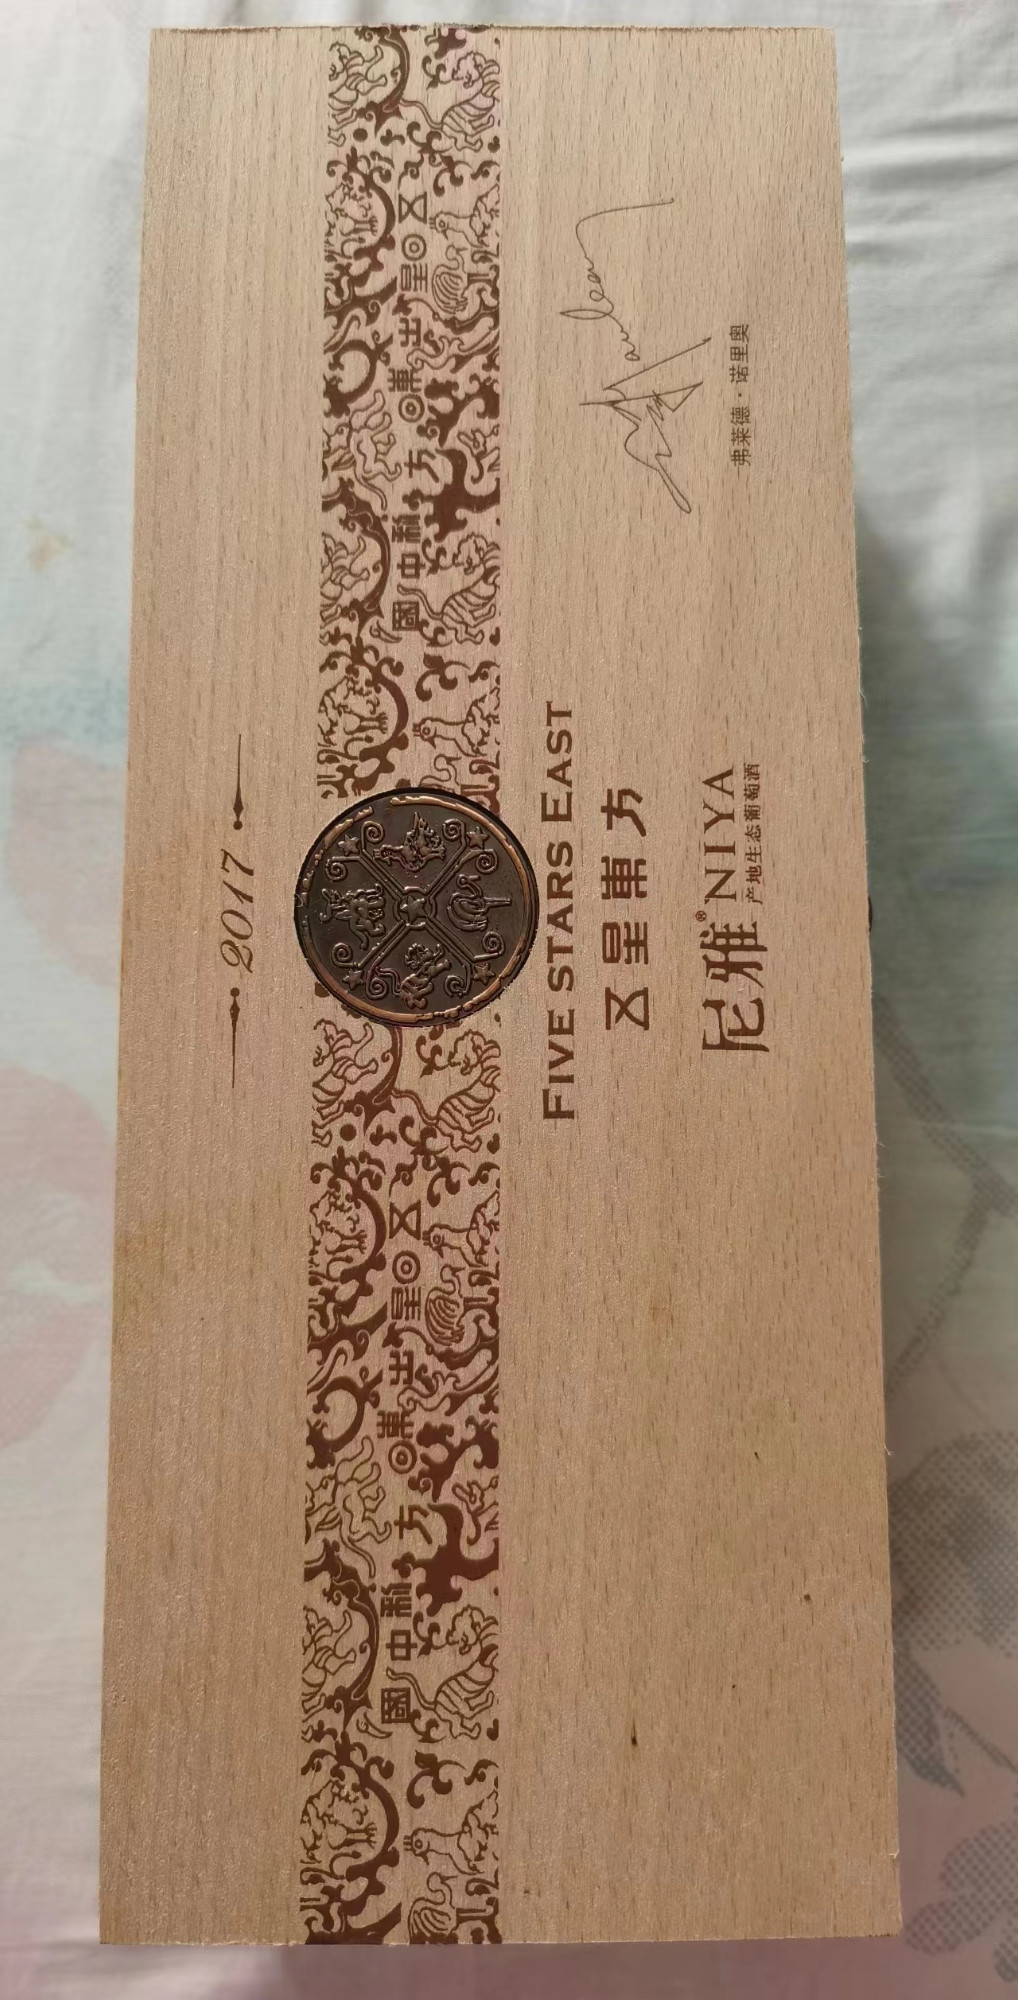 2017
五星出東方利中國
五星出東方利中國
FIVE STARS EAST
五星東方
尼雅® NIYA
产地生态葡萄酒
弗莱德·诺里奥